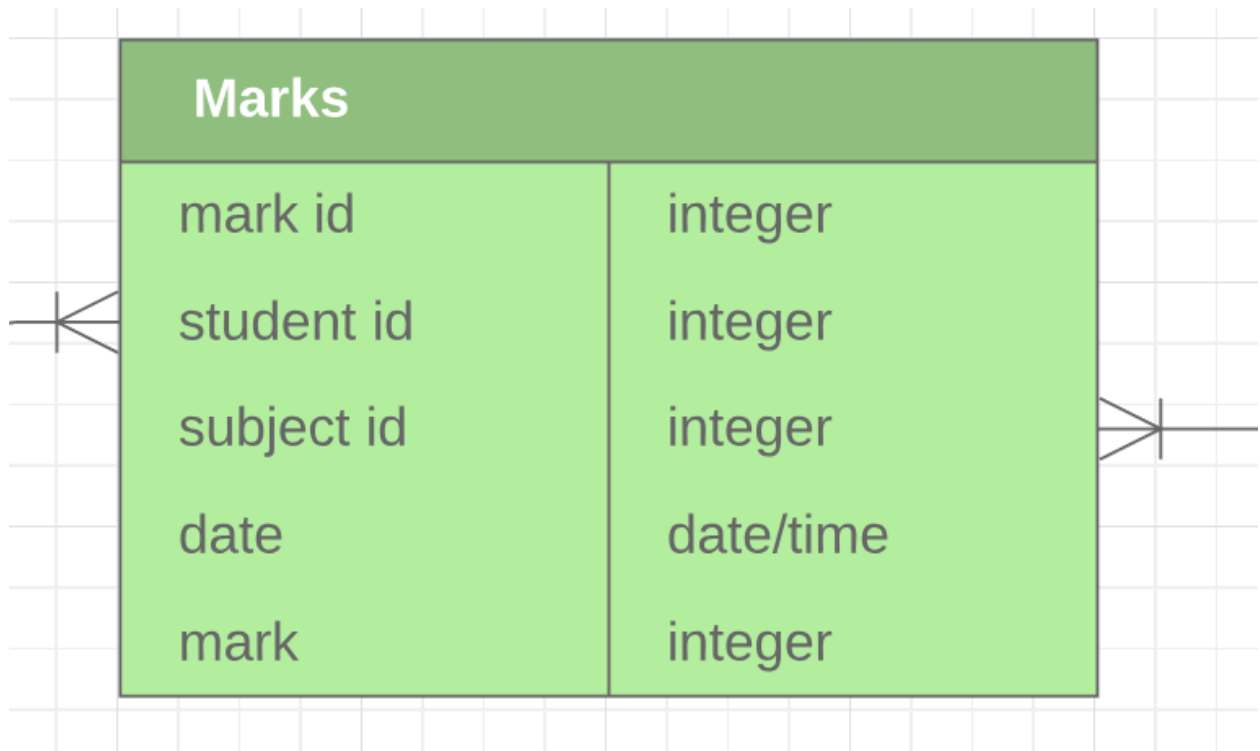 Marks
mark id integer
student id integer
subject id integer
date date/time
mark integer